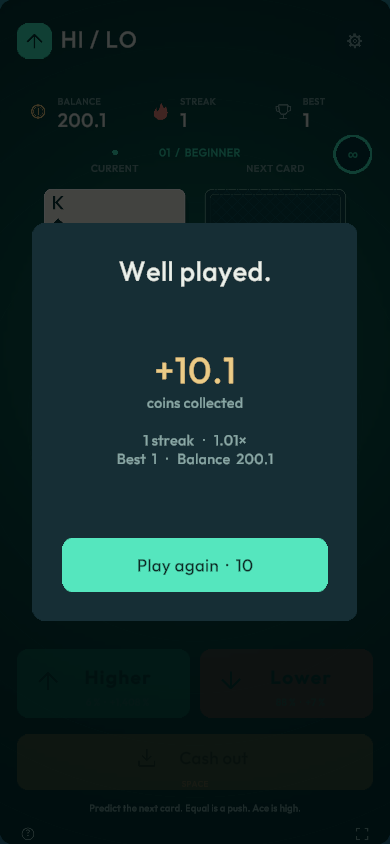 HI / LO
BALANCE
200.1
STREAK
1
BEST
1
01 / BEGINNER
∞
CURRENT
NEXT CARD
K
Well played.
+10.1
coins collected
1 streak · 1.01×
Best 1 · Balance 200.1
Play again · 10
Higher
Lower
Cash out
Predict the next card. Equal is a push. Ace is high.